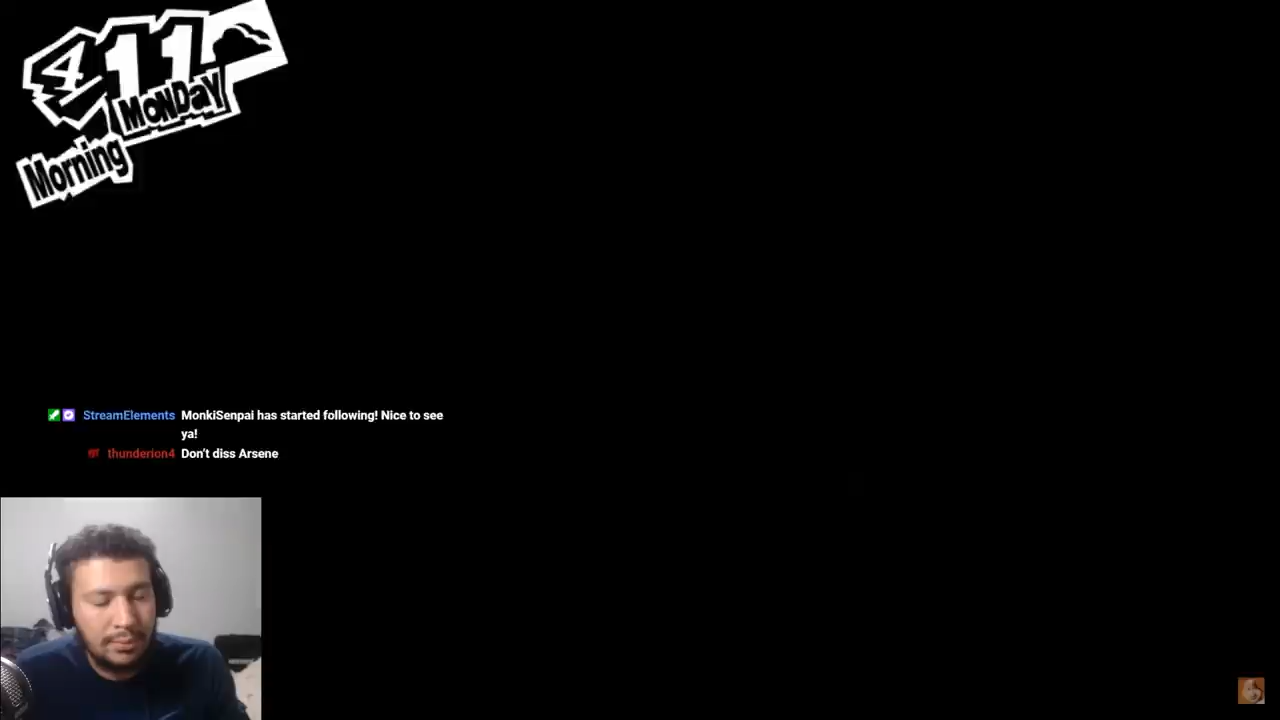 4/11
MONDAY
Morning
StreamElements MonkiSenpai has started following! Nice to see
ya!
thunderion4 Don't diss Arsene